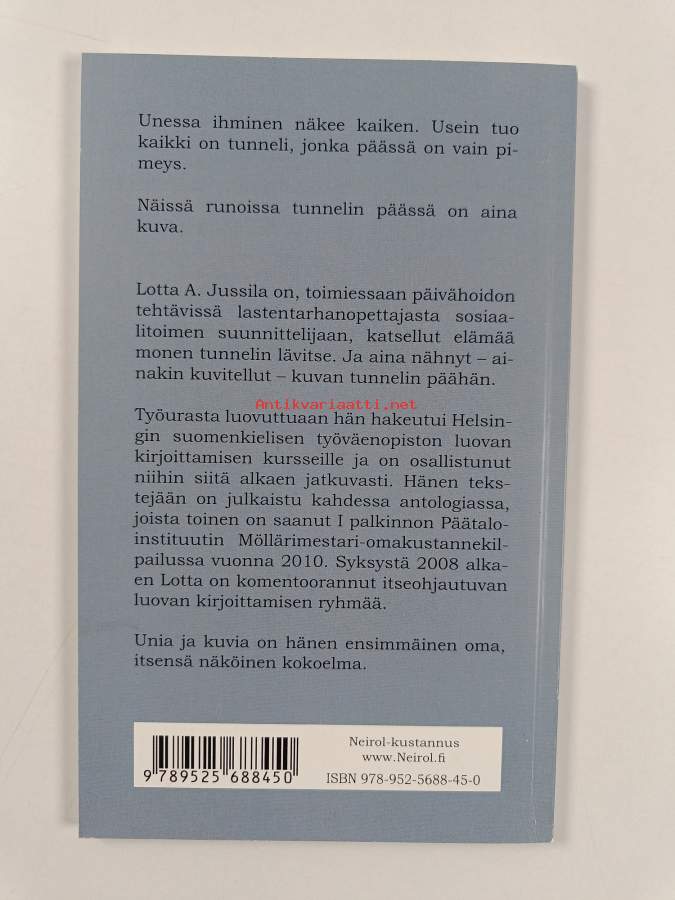 Unessa ihminen näkee kaiken. Usein tuo
kaikki on tunneli, jonka päässä on vain pi-
meys.
Näissä runoissa tunnelin päässä on aina
kuva.
Lotta A. Jussila on, toimiessaan päivähoidon
tehtävissä lastentarhanopettajasta sosiaa-
litoimen suunnittelijaan, katsellut elämää
monen tunnelin lävitse. Ja aina nähnyt – ai-
nakin kuvitellut – kuvan tunnelin päähän.
Antikvariaatti.net
Työurasta luovuttuaan hän hakeutui Helsin-
gin suomenkielisen työväenopiston luovan
kirjoittamisen kursseille ja on osallistunut
niihin siitä alkaen jatkuvasti. Hänen teks-
tejään on julkaistu kahdessa antologiassa,
joista toinen on saanut I palkinnon Päätalo-
instituutin Möllärimestari-omakustannekil-
pailussa vuonna 2010. Syksystä 2008 alka-
en Lotta on komentoorannut itseohjautuvan
luovan kirjoittamisen ryhmää.
Unia ja kuvia on hänen ensimmäinen oma,
itsensä näköinen kokoelma.
Neirol-kustannus
www.Neirol.fi
ISBN 978-952-5688-45-0
9 789525 688450